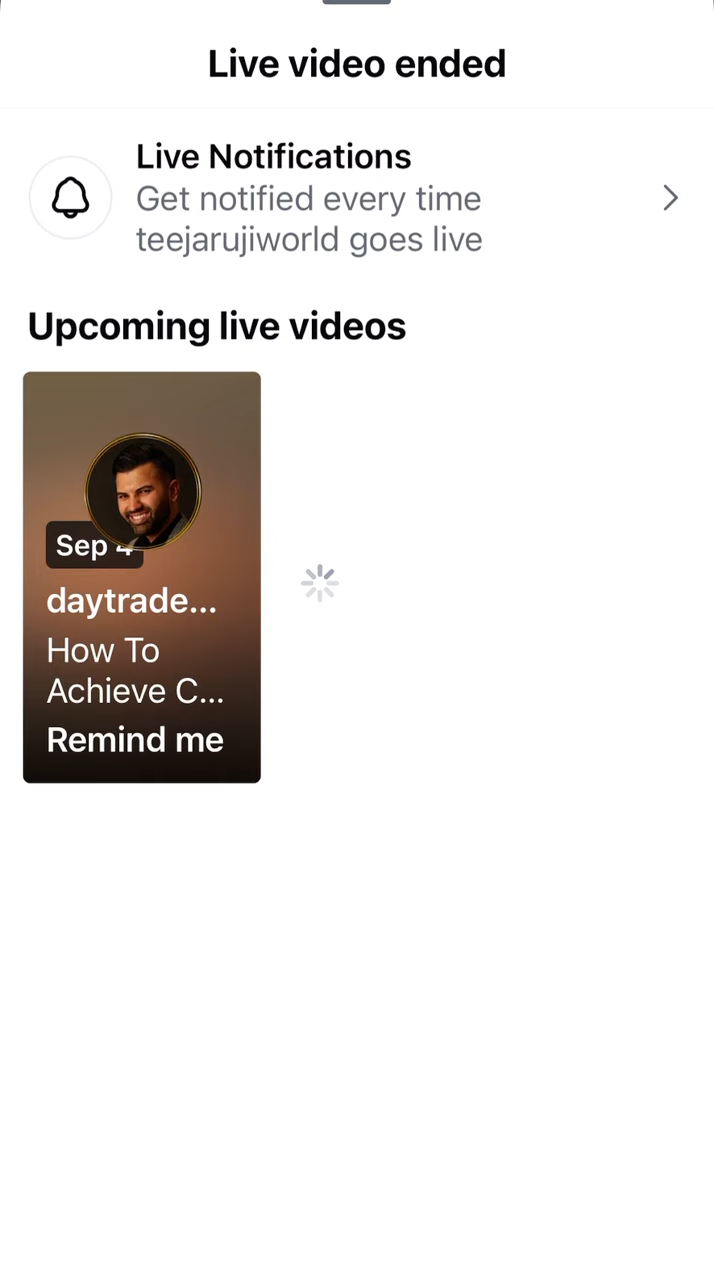 Live video ended
Live Notifications
Get notified every time
teejarujiworld goes live
Upcoming live videos
Sep 4
daytrade...
How To
Achieve C...
Remind me